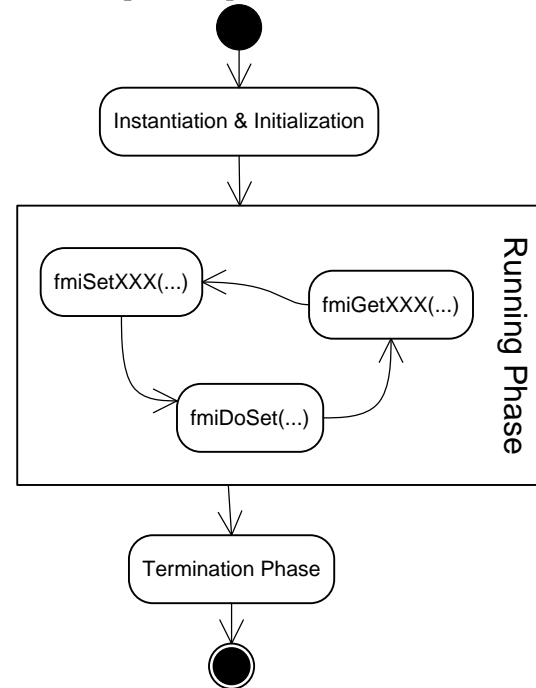 Instantiation & Initialization
Running Phase
fmiSetXXX(...)
fmiGetXXX(...)
fmiDoSet(...)
Termination Phase